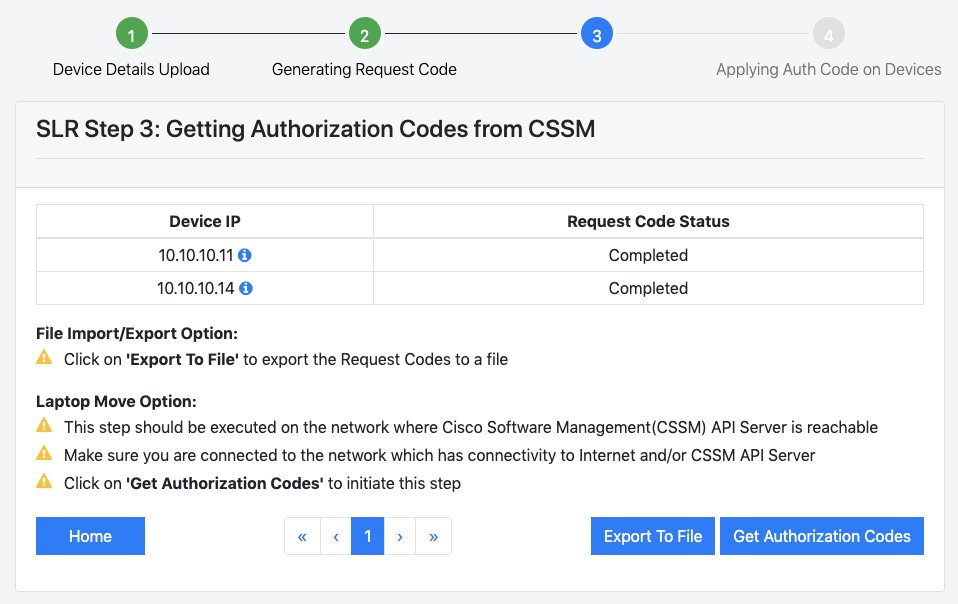 1
2
3
4
Device Details Upload
Generating Request Code
Applying Auth Code on Devices
SLR Step 3: Getting Authorization Codes from CSSM
Device IP Request Code Status
10.10.10.11 Completed
10.10.10.14 Completed
File Import/Export Option:
Click on 'Export To File' to export the Request Codes to a file
Laptop Move Option:
This step should be executed on the network where Cisco Software Management(CSSM) API Server is reachable
Make sure you are connected to the network which has connectivity to Internet and/or CSSM API Server
Click on 'Get Authorization Codes' to initiate this step
Home « ‹ 1 › » Export To File Get Authorization Codes